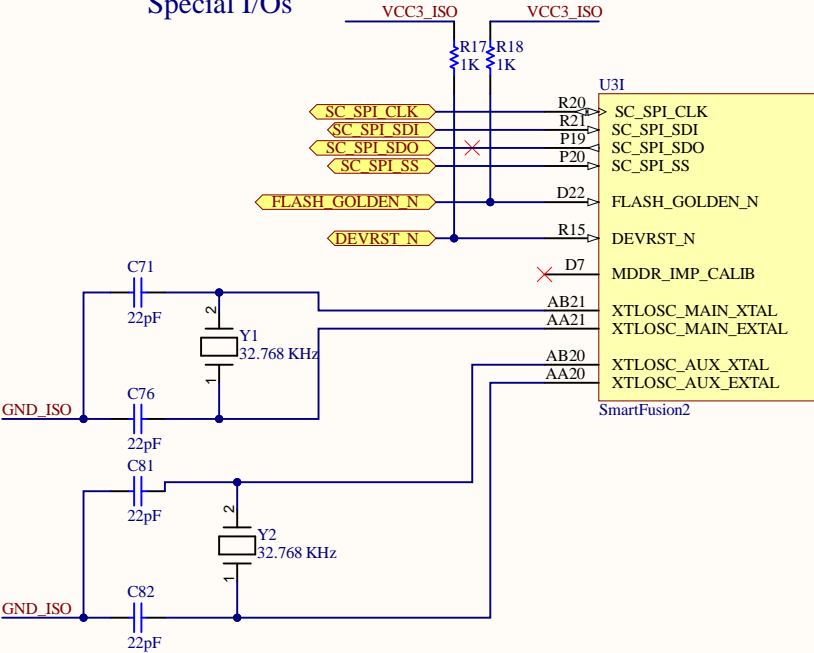 Special I/Os
VCC3_ISO
VCC3_ISO
R17
1K
R18
1K
U3I
SC_SPI_CLK
R20
SC_SPI_CLK
SC_SPI_SDI
R21
SC_SPI_SDI
SC_SPI_SDO
P19
SC_SPI_SDO
SC_SPI_SS
P20
SC_SPI_SS
FLASH_GOLDEN_N
D22
FLASH_GOLDEN_N
DEVRST_N
R15
DEVRST_N
D7
MDDR_IMP_CALIB
C71
22pF
AB21
XTLOSC_MAIN_XTAL
AA21
XTLOSC_MAIN_EXTAL
2
Y1
32.768 KHz
1
AB20
XTLOSC_AUX_XTAL
AA20
XTLOSC_AUX_EXTAL
SmartFusion2
C76
22pF
GND_ISO
C81
22pF
2
Y2
32.768 KHz
1
C82
22pF
GND_ISO